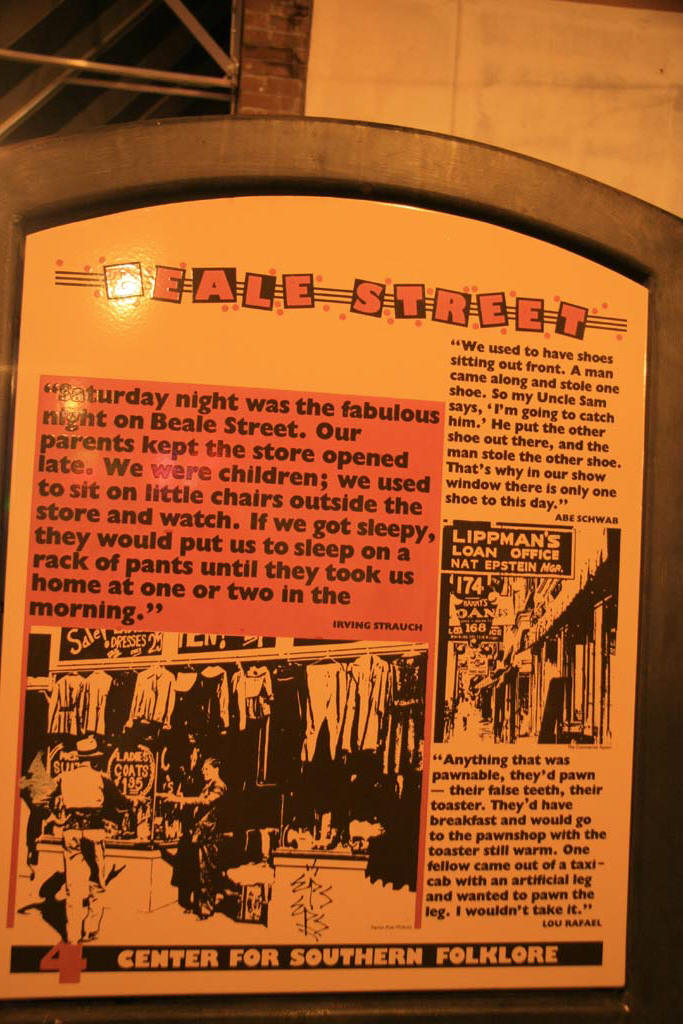 BEALE STREET
“Saturday night was the fabulous
night on Beale Street. Our
parents kept the store opened
late. We were children; we used
to sit on little chairs outside the
store and watch. If we got sleepy,
they would put us to sleep on a
rack of pants until they took us
home at one or two in the
morning.”
IRVING STRAUCH
“We used to have shoes
sitting out front. A man
came along and stole one
shoe. So my Uncle Sam
says, ‘I'm going to catch
him.’ He put the other
shoe out there, and the
man stole the other shoe.
That's why in our show
window there is only one
shoe to this day.”
ABE SCHWAB
LIPPMAN'S
LOAN OFFICE
NAT EPSTEIN MGR.
174
LOANS
168
Sale
DRESSES
LADIES
COATS
“Anything that was
pawnable, they'd pawn
— their false teeth, their
toaster. They'd have
breakfast and would go
to the pawnshop with the
toaster still warm. One
fellow came out of a taxi-
cab with an artificial leg
and wanted to pawn the
leg. I wouldn't take it.”
LOU RAFAEL
4 CENTER FOR SOUTHERN FOLKLORE